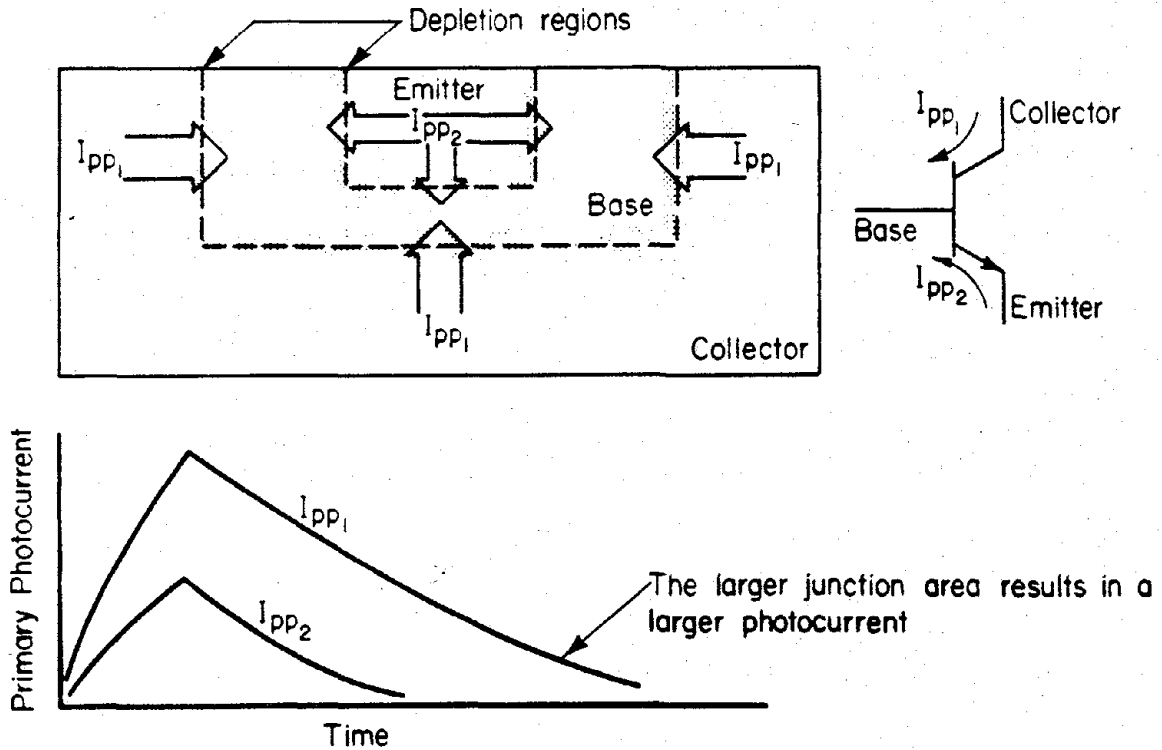 Depletion regions
Emitter
Ipp2
Ipp1
Ipp1
Base
Ipp1
Collector
Ipp1
Collector
Base
Ipp2
Emitter
Primary Photocurrent
Ipp1
Ipp2
The larger junction area results in a
larger photocurrent
Time